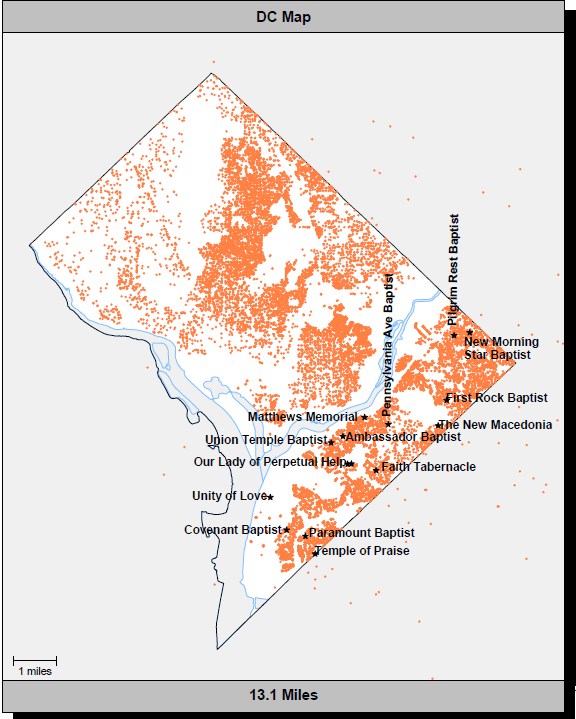 DC Map
Pilgrim Rest Baptist
Pennsylvania Ave Baptist
New Morning
Star Baptist
First Rock Baptist
Matthews Memorial
The New Macedonia
Union Temple Baptist
Ambassador Baptist
Our Lady of Perpetual Help
Faith Tabernacle
Unity of Love
Covenant Baptist
Paramount Baptist
Temple of Praise
1 miles
13.1 Miles